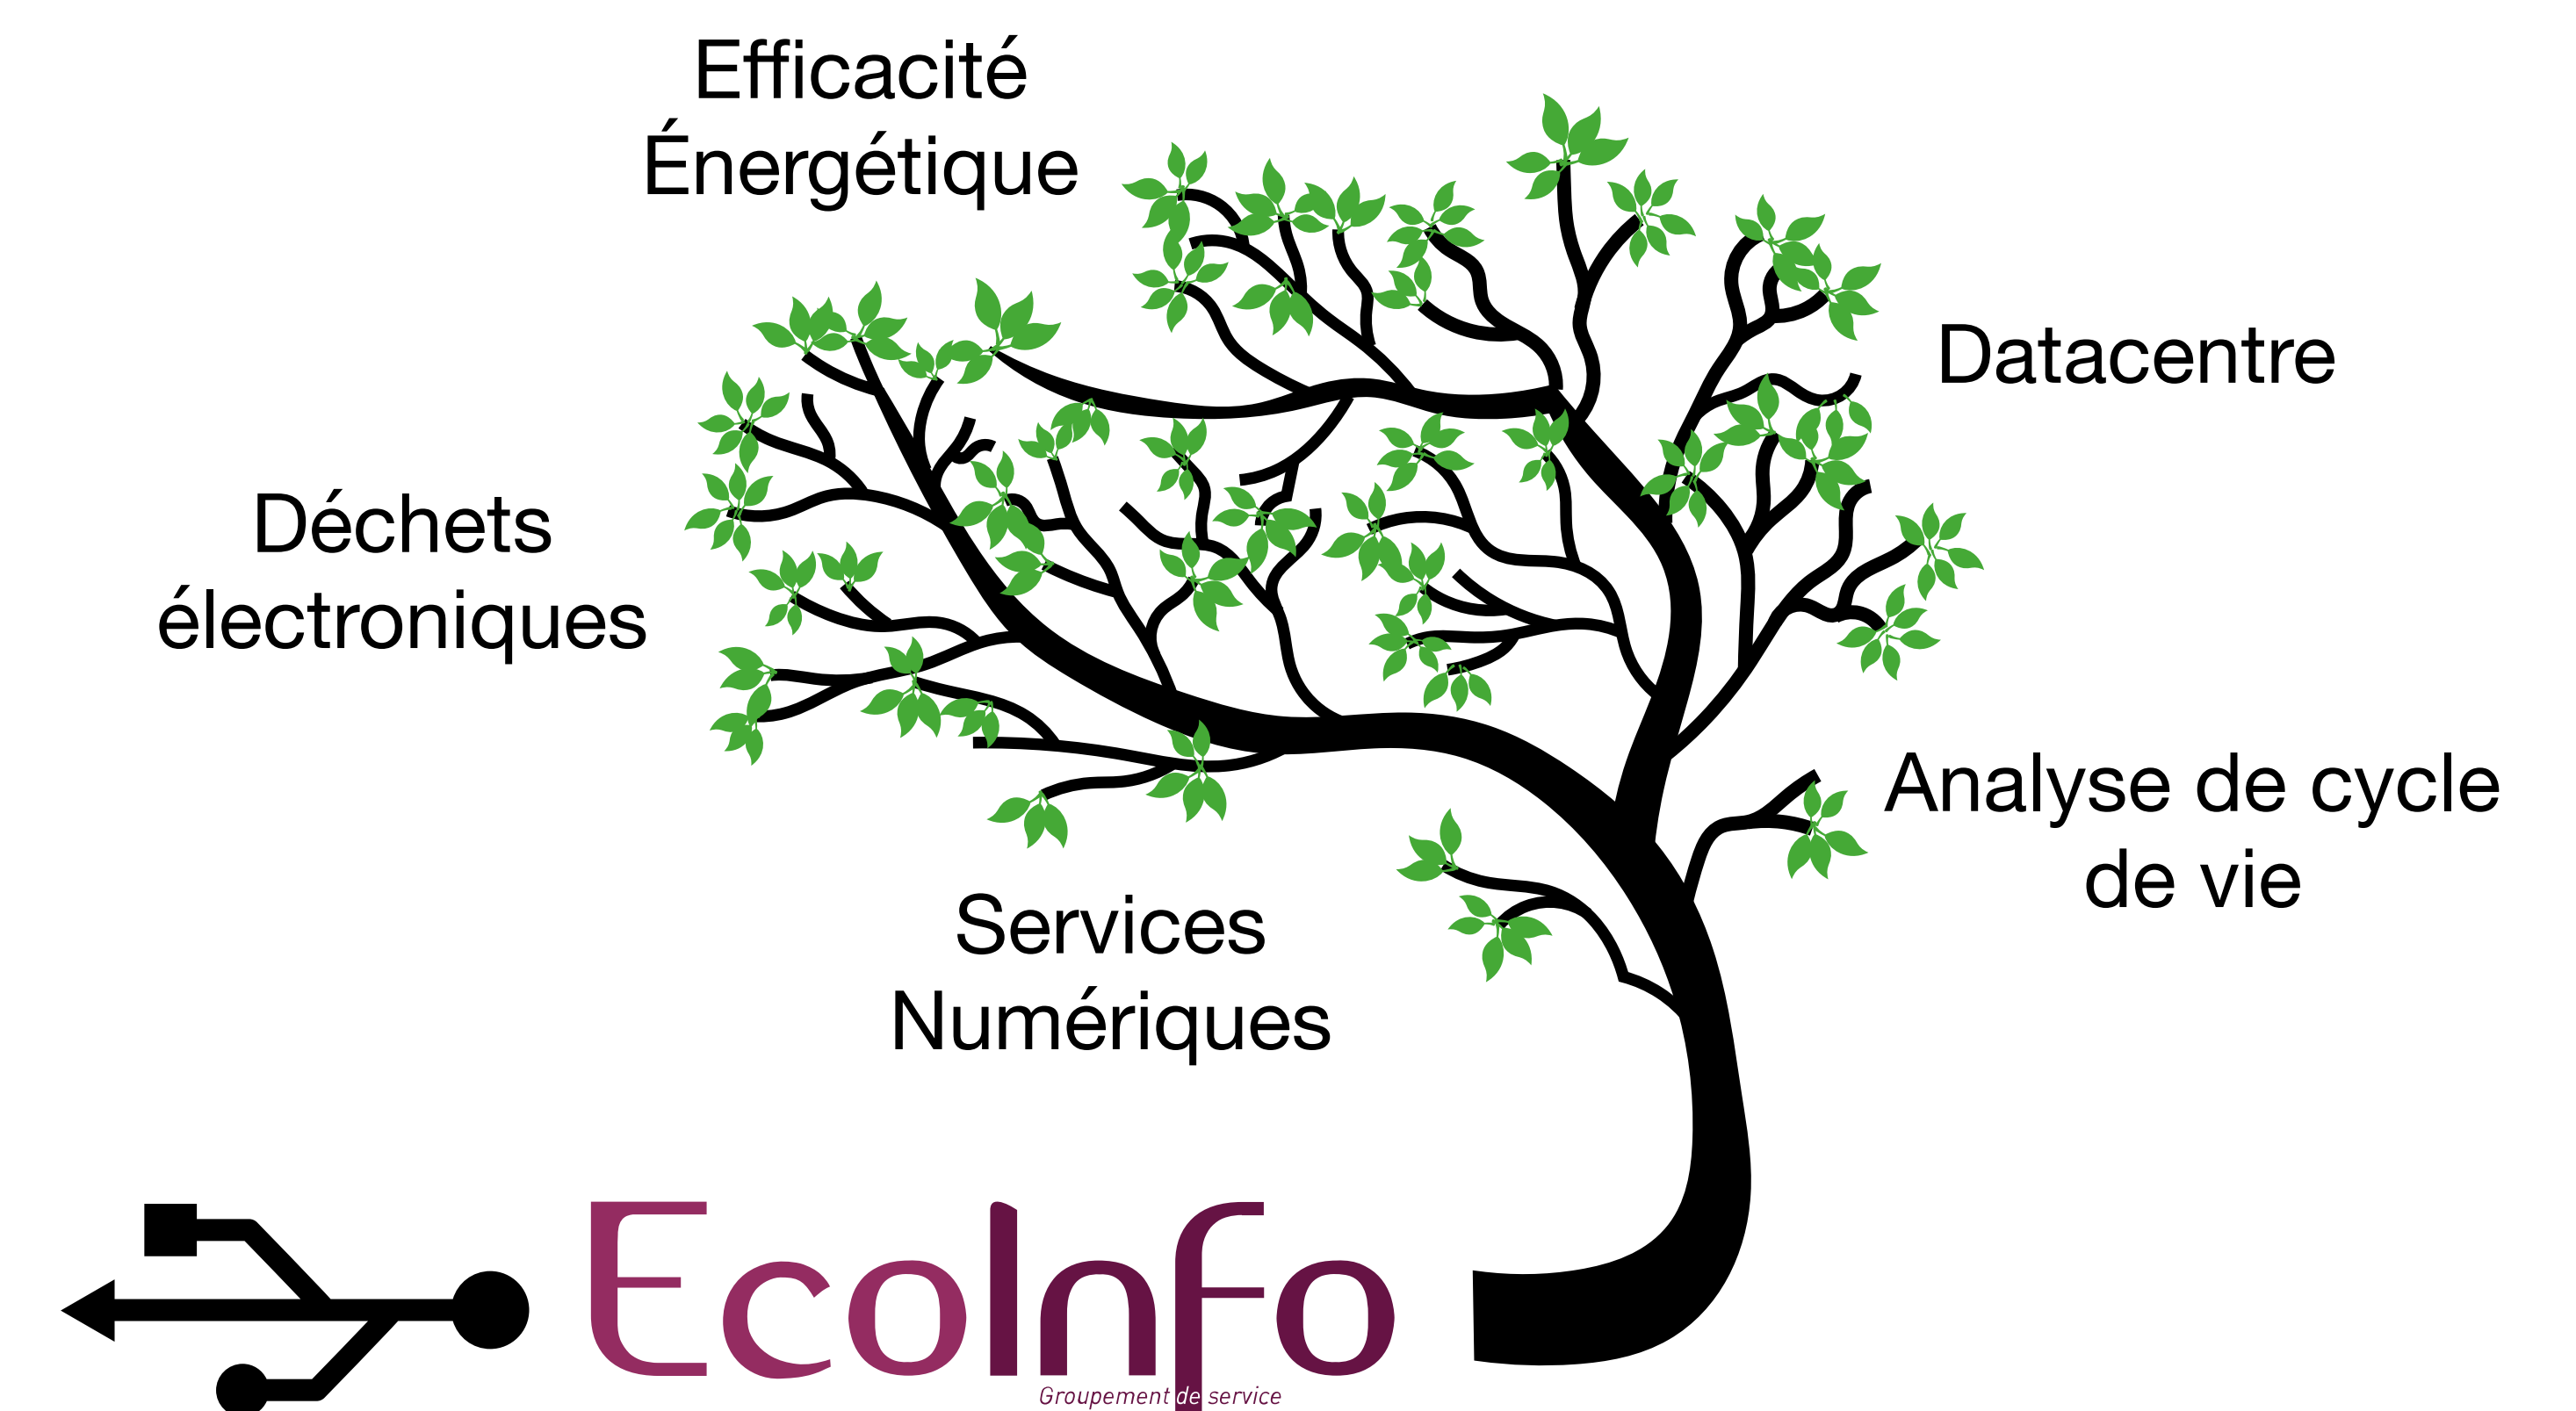 Efficacité
Énergétique
Datacentre
Déchets
électroniques
Analyse de cycle
de vie
Services
Numériques
EcoInfo
Groupement de service